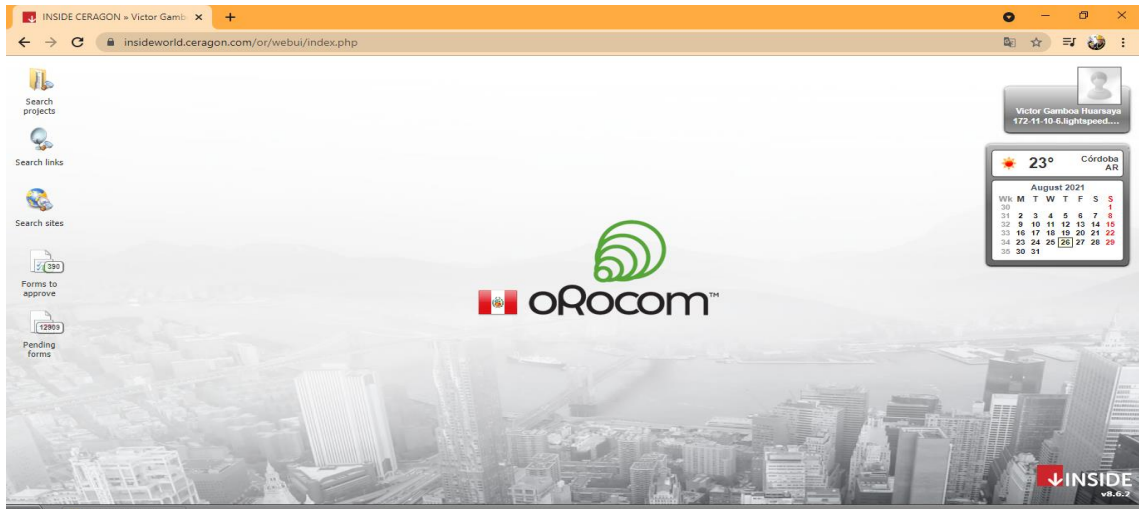 INSIDE CERAGON » Victor Gamb
insideworld.ceragon.com/or/webui/index.php
Search
projects
Search links
Search sites
390
Forms to
approve
12909
Pending
forms
oRocom™
Victor Gamboa Huarsaya
172-11-10-6.lightspeed....
23° Córdoba
AR
August 2021
Wk M T W T F S S
30 1
31 2 3 4 5 6 7 8
32 9 10 11 12 13 14 15
33 16 17 18 19 20 21 22
34 23 24 25 26 27 28 29
35 30 31
INSIDE
v8.6.2